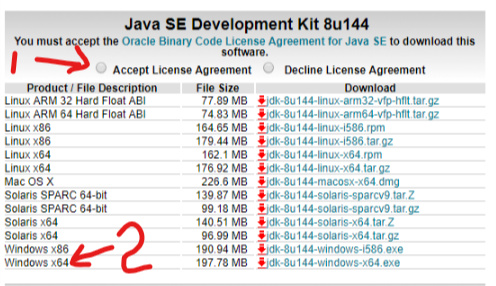 Java SE Development Kit 8u144
You must accept the Oracle Binary Code License Agreement for Java SE to download this
software.
1 Accept License Agreement Decline License Agreement
Product / File Description File Size Download
Linux ARM 32 Hard Float ABI 77.89 MB jdk-8u144-linux-arm32-vfp-hflt.tar.gz
Linux ARM 64 Hard Float ABI 74.83 MB jdk-8u144-linux-arm64-vfp-hflt.tar.gz
Linux x86 164.65 MB jdk-8u144-linux-i586.rpm
Linux x86 179.44 MB jdk-8u144-linux-i586.tar.gz
Linux x64 162.1 MB jdk-8u144-linux-x64.rpm
Linux x64 176.92 MB jdk-8u144-linux-x64.tar.gz
Mac OS X 226.6 MB jdk-8u144-macosx-x64.dmg
Solaris SPARC 64-bit 139.87 MB jdk-8u144-solaris-sparcv9.tar.Z
Solaris SPARC 64-bit 99.18 MB jdk-8u144-solaris-sparcv9.tar.gz
Solaris x64 140.51 MB jdk-8u144-solaris-x64.tar.Z
Solaris x64 96.99 MB jdk-8u144-solaris-x64.tar.gz
Windows x86 190.94 MB jdk-8u144-windows-i586.exe
Windows x64 2 197.78 MB jdk-8u144-windows-x64.exe